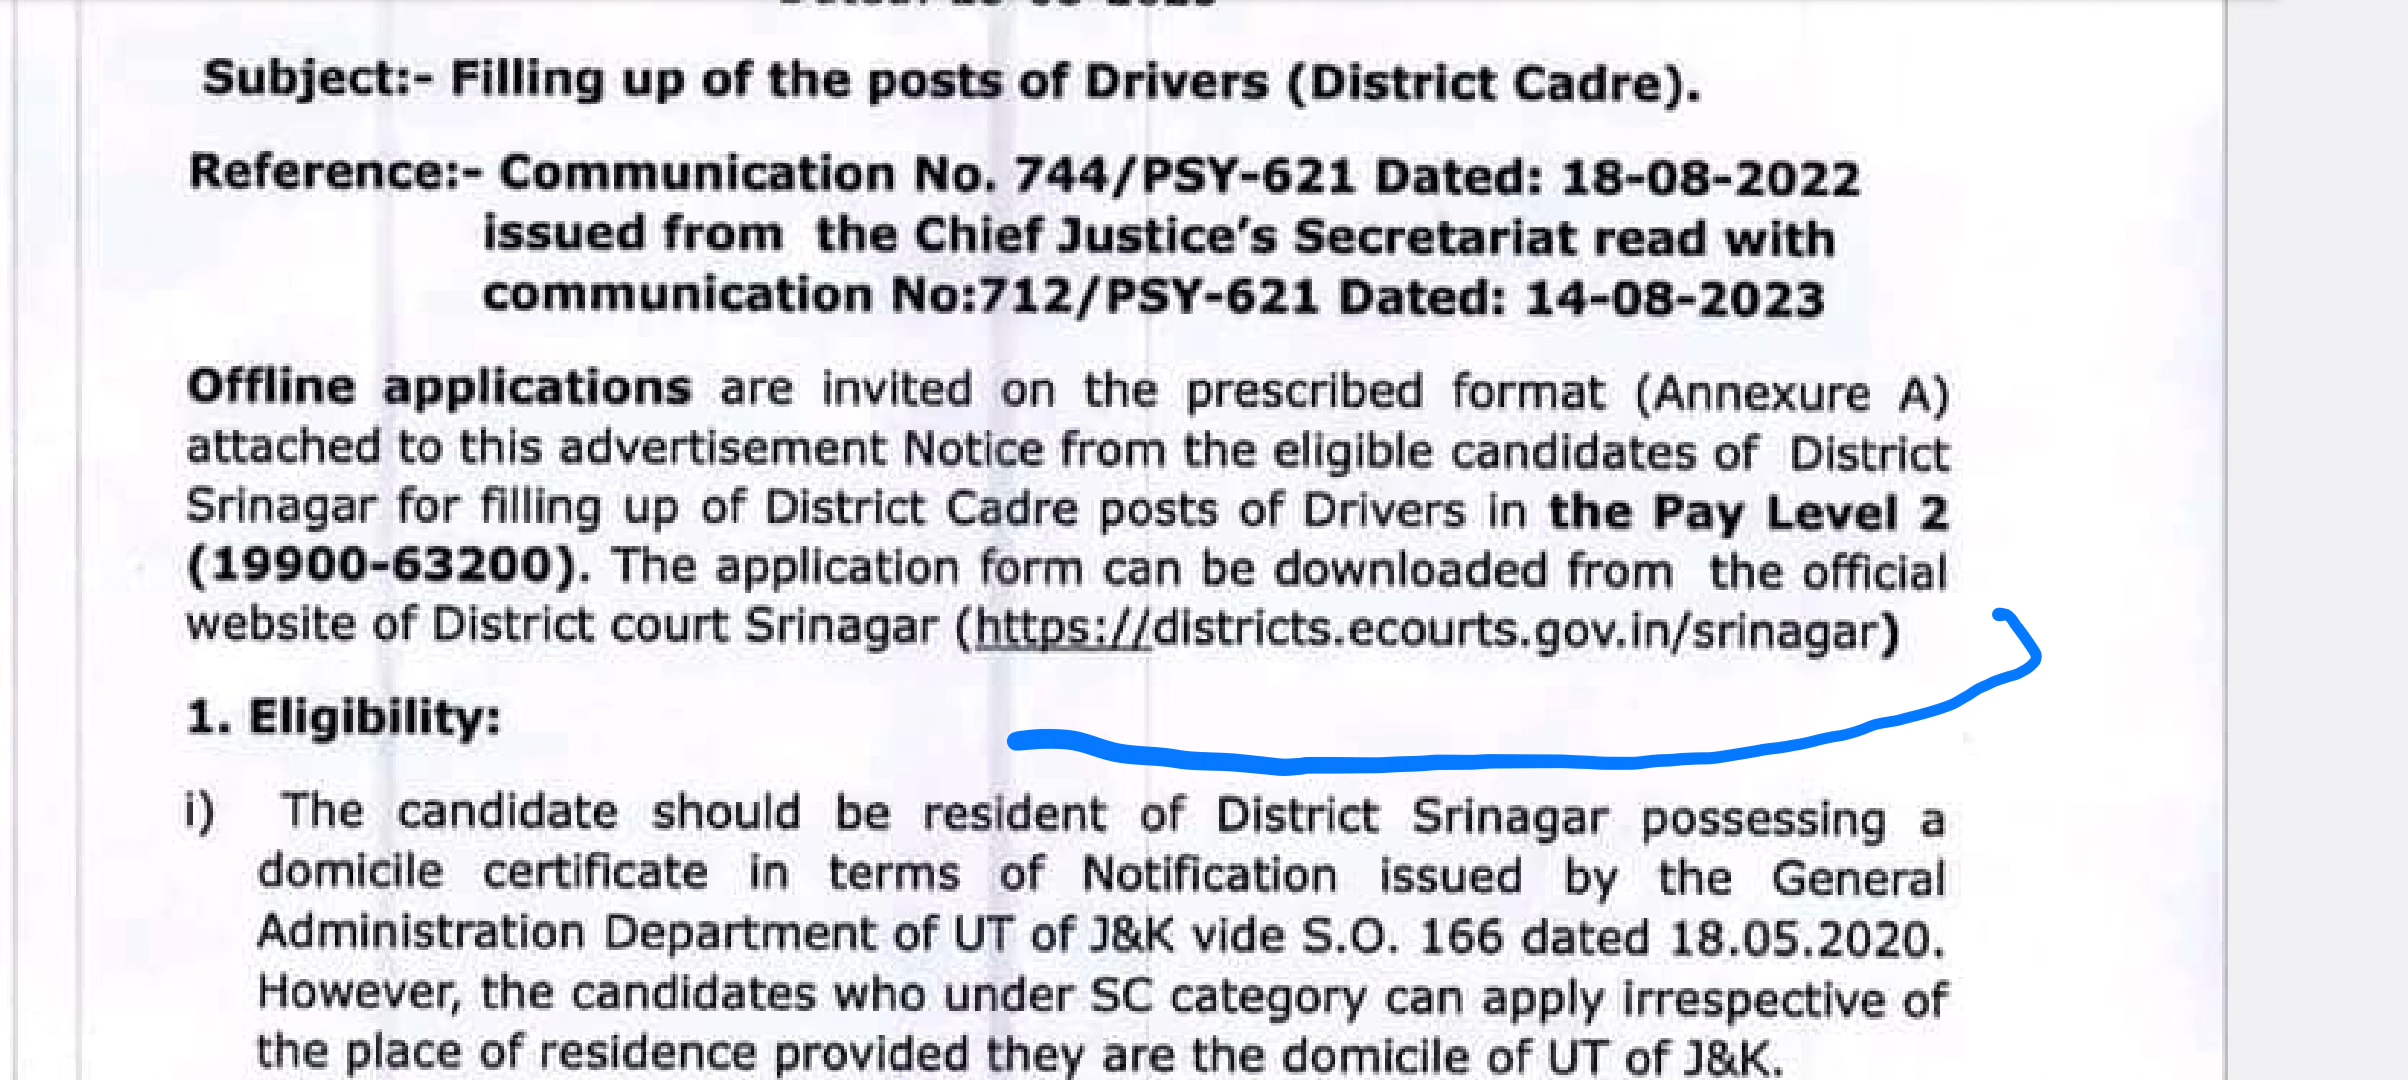 Subject:- Filling up of the posts of Drivers (District Cadre).
Reference:- Communication No. 744/PSY-621 Dated: 18-08-2022
issued from the Chief Justice's Secretariat read with
communication No:712/PSY-621 Dated: 14-08-2023
Offline applications are invited on the prescribed format (Annexure A)
attached to this advertisement Notice from the eligible candidates of District
Srinagar for filling up of District Cadre posts of Drivers in the Pay Level 2
(19900-63200). The application form can be downloaded from the official
website of District court Srinagar (https://districts.ecourts.gov.in/srinagar)
1. Eligibility:
i) The candidate should be resident of District Srinagar possessing a
domicile certificate in terms of Notification issued by the General
Administration Department of UT of J&K vide S.O. 166 dated 18.05.2020.
However, the candidates who under SC category can apply irrespective of
the place of residence provided they are the domicile of UT of J&K.